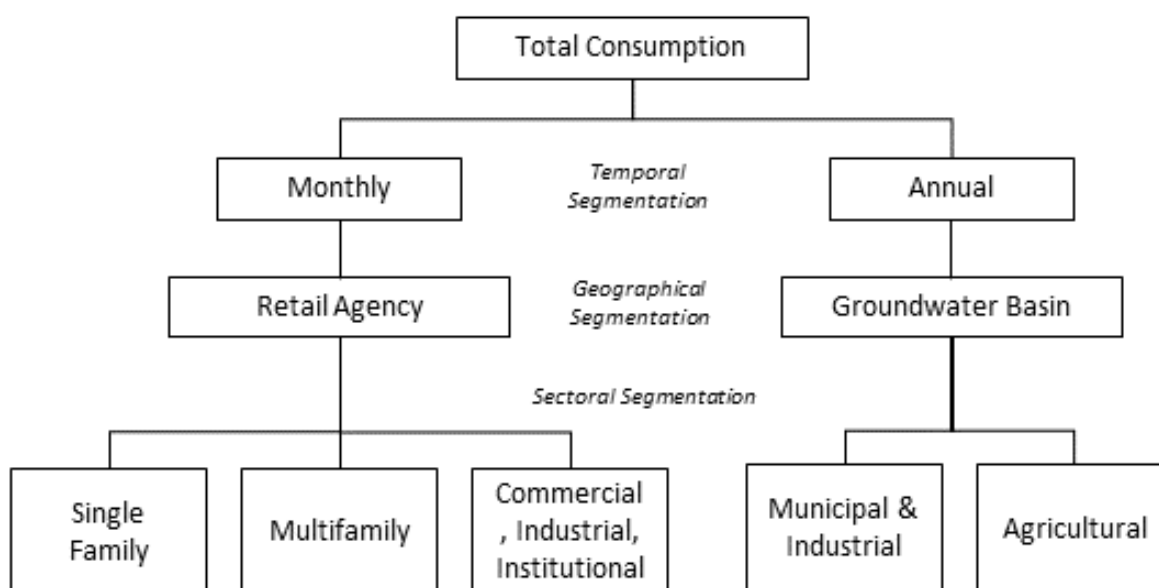 Total Consumption
Monthly
Temporal
Segmentation
Annual
Retail Agency
Geographical
Segmentation
Groundwater Basin
Sectoral Segmentation
Single
Family
Multifamily
Commercial
, Industrial,
Institutional
Municipal &
Industrial
Agricultural